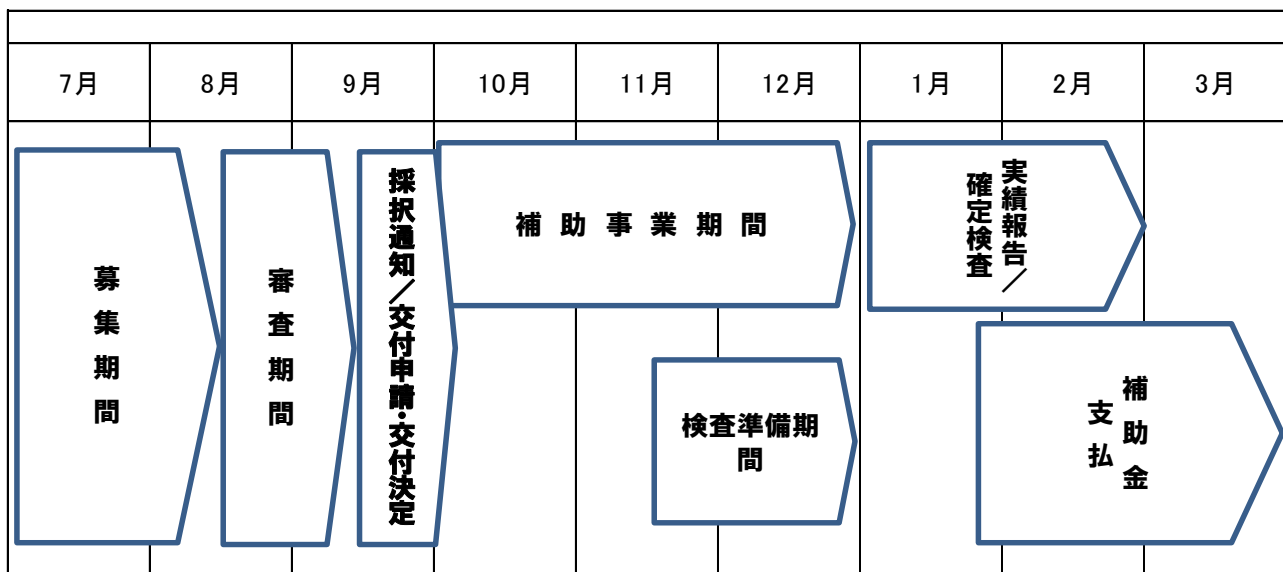 7月
8月
9月
10月
11月
12月
1月
2月
3月
募集期間
審査期間
採択通知／交付申請・交付決定
補助事業期間
検査準備期
間
実績報告／
確定検査
補助金
支払